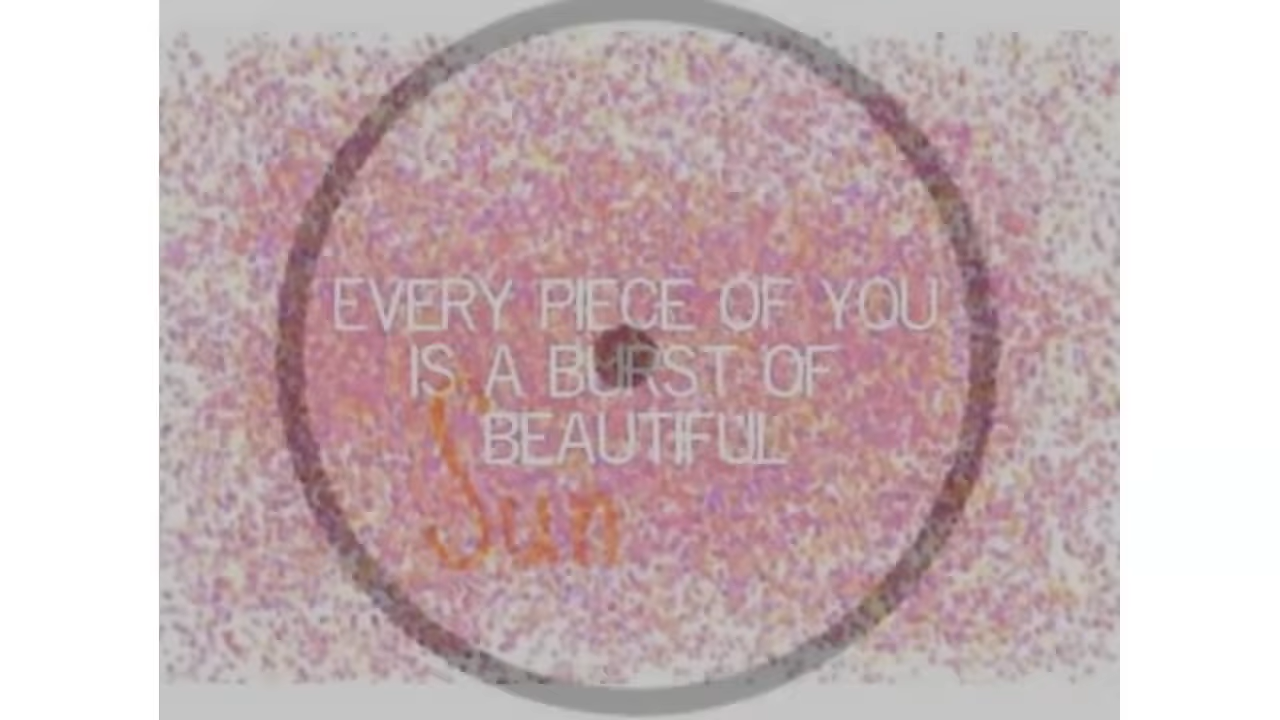 EVERY PIECE OF YOU
IS A BURST OF
BEAUTIFUL
Sun